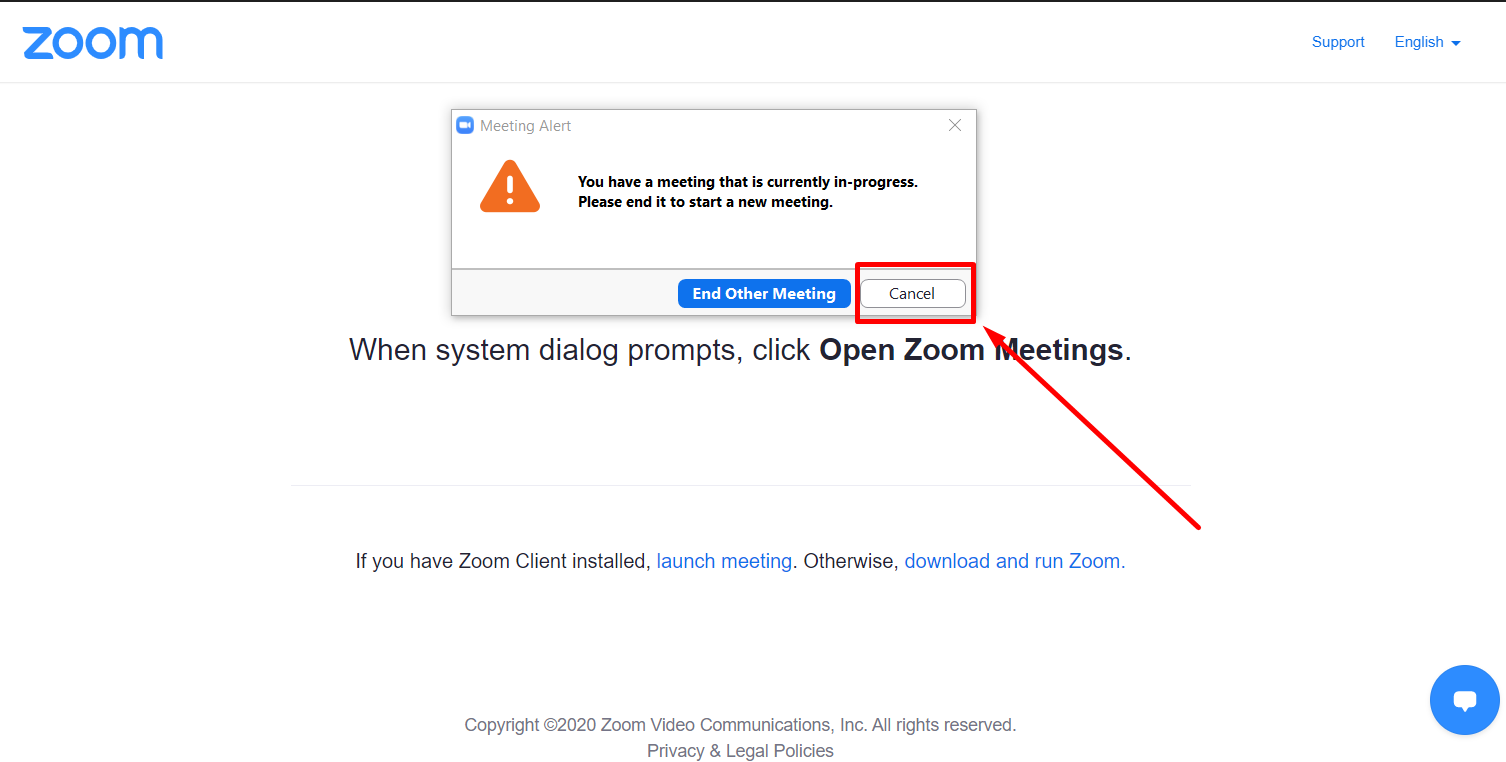 zoom
Support English
Meeting Alert
You have a meeting that is currently in-progress.
Please end it to start a new meeting.
End Other Meeting Cancel
When system dialog prompts, click Open Zoom Meetings.
If you have Zoom Client installed, launch meeting. Otherwise, download and run Zoom.
Copyright ©2020 Zoom Video Communications, Inc. All rights reserved.
Privacy & Legal Policies